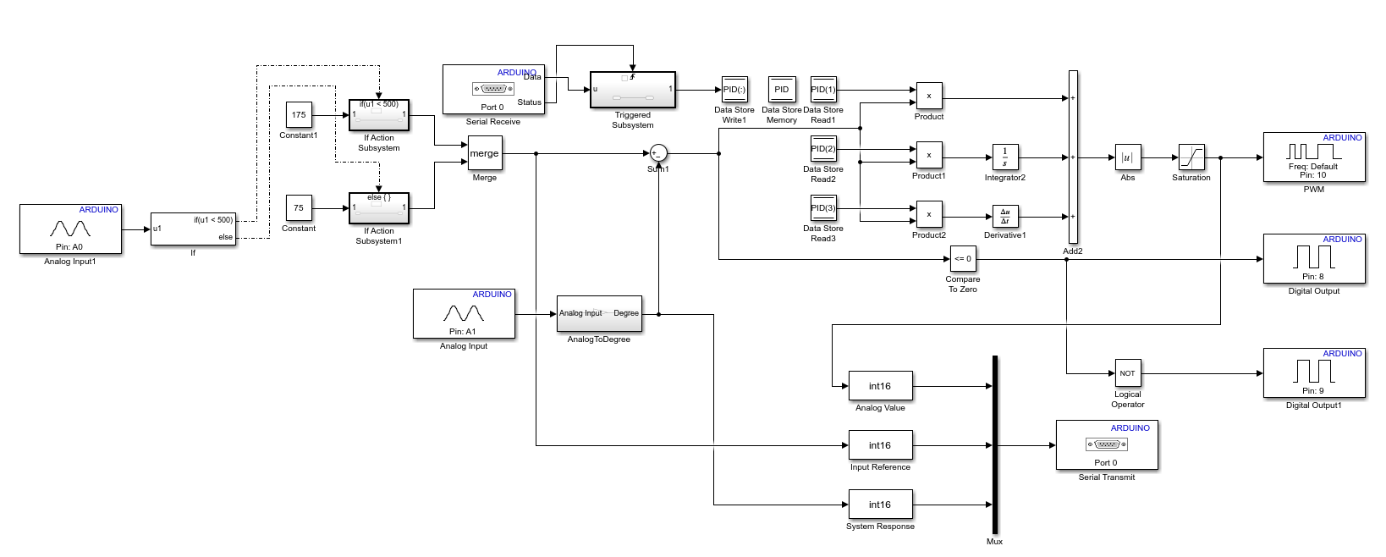 ARDUINO
Pin: A0
Analog Input1
u1
if(u1 < 500)
else
If
175
Constant1
if(u1 < 500)
1
1
If Action
Subsystem
75
Constant
else { }
1
1
If Action
Subsystem1
merge
Merge
ARDUINO
Data
Port 0
Status
Serial Receive
u
1
Triggered
Subsystem
PID(:)
Data Store
Write1
PID
Data Store
Memory
PID(1)
Data Store
Read1
PID(2)
Data Store
Read2
PID(3)
Data Store
Read3
+
-
Sum1
×
Product
×
Product1
×
Product2
1
s
Integrator2
Δu
Δt
Derivative1
+
+
+
Add2
|u|
Abs
Saturation
ARDUINO
Freq: Default
Pin: 10
PWM
<= 0
Compare
To Zero
ARDUINO
Pin: 8
Digital Output
ARDUINO
Pin: A1
Analog Input
Analog Input
Degree
AnalogToDegree
NOT
Logical
Operator
ARDUINO
Pin: 9
Digital Output1
int16
Analog Value
int16
Input Reference
int16
System Response
Mux
ARDUINO
Port 0
Serial Transmit